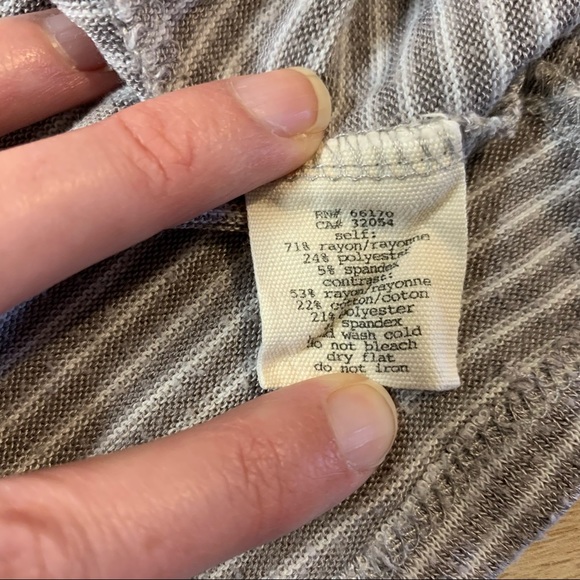 RN# 66170
CA# 32054
self:
71% rayon/rayonne
24% polyester
5% spandex
contrast:
53% rayon/rayonne
22% cotton/coton
21% polyester
spandex
wash cold
do not bleach
dry flat
do not iron